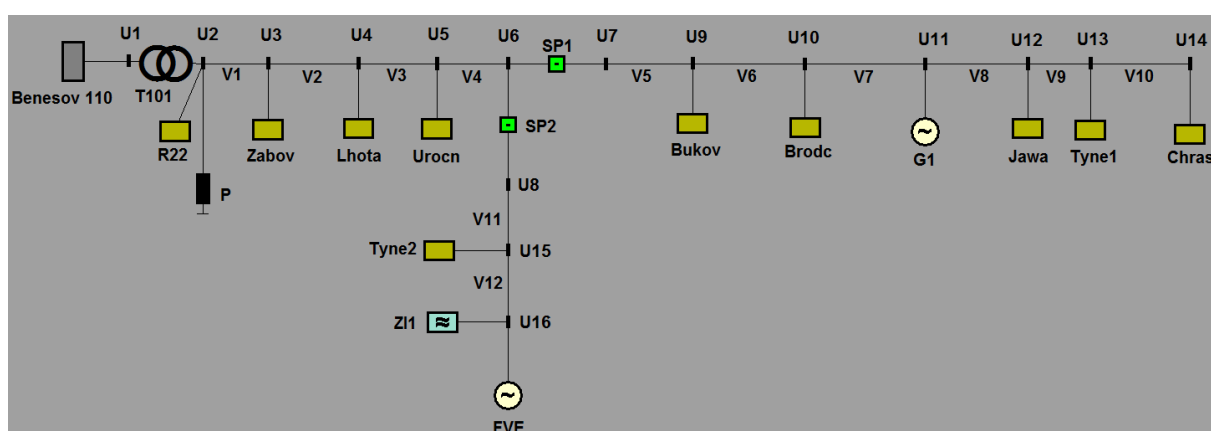 U1
U2
U3
U4
U5
U6
SP1
U7
U9
U10
U11
U12
U13
U14
Benesov 110
T101
V1
V2
V3
V4
V5
V6
V7
V8
V9
V10
R22
Zabov
Lhota
Urocn
SP2
Bukov
Brodc
G1
Jawa
Tyne1
Chras
P
U8
V11
Tyne2
U15
V12
ZI1
U16
~
≈
~